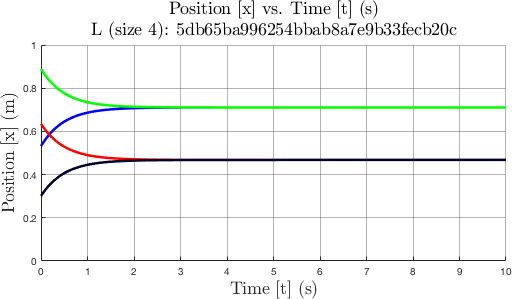 Position [x] vs. Time [t] (s)
L (size 4): 5db65ba996254bbab8a7e9b33fecb20c
Position [x] (m)
1
0.8
0.6
0.4
0.2
0
0 1 2 3 4 5 6 7 8 9 10
Time [t] (s)